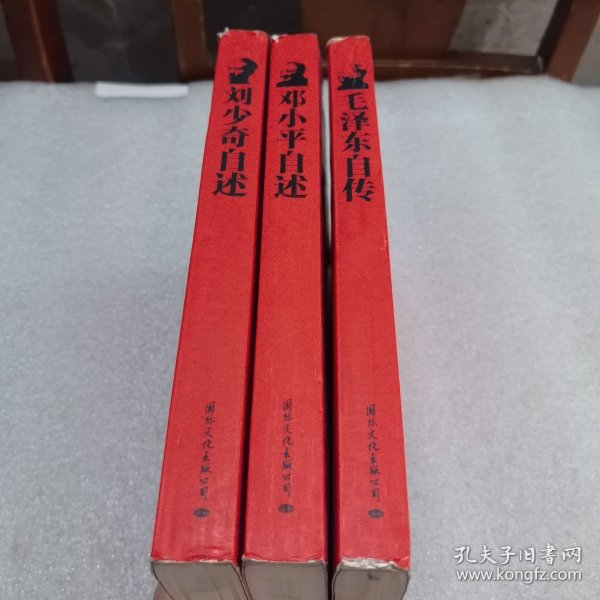 刘少奇自述
国际文化出版公司
邓小平自述
国际文化出版公司
毛泽东自传
国际文化出版公司
孔夫子旧书网
www.kongfz.com